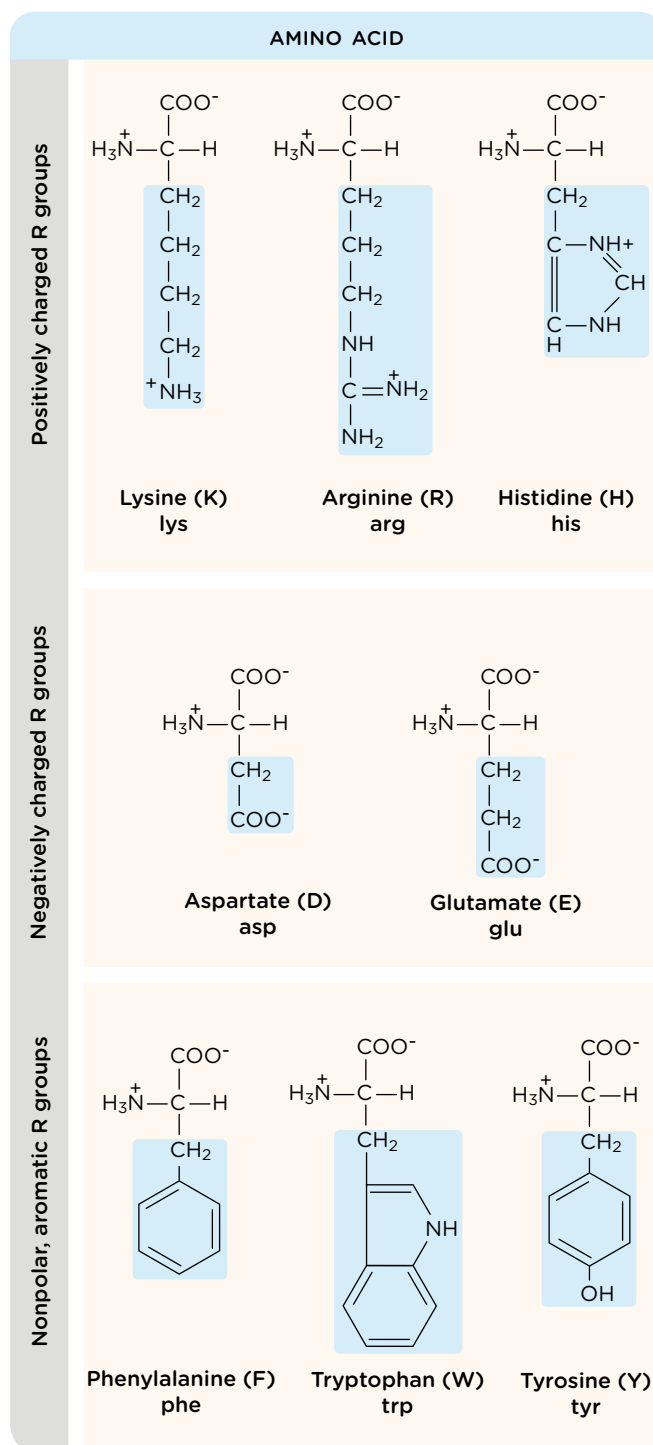 AMINO ACID
Positively charged R groups
COO⁻
H₃N⁺—C—H
CH₂
CH₂
CH₂
CH₂
⁺NH₃
Lysine (K)
lys
COO⁻
H₃N⁺—C—H
CH₂
CH₂
CH₂
NH
C=NH₂⁺
NH₂
Arginine (R)
arg
COO⁻
H₃N⁺—C—H
CH₂
C—NH+
CH
C—NH
H
Histidine (H)
his
Negatively charged R groups
COO⁻
H₃N⁺—C—H
CH₂
COO⁻
Aspartate (D)
asp
COO⁻
H₃N⁺—C—H
CH₂
CH₂
COO⁻
Glutamate (E)
glu
Nonpolar, aromatic R groups
COO⁻
H₃N⁺—C—H
CH₂
Phenylalanine (F)
phe
COO⁻
H₃N⁺—C—H
CH₂
NH
Tryptophan (W)
trp
COO⁻
H₃N⁺—C—H
CH₂
OH
Tyrosine (Y)
tyr